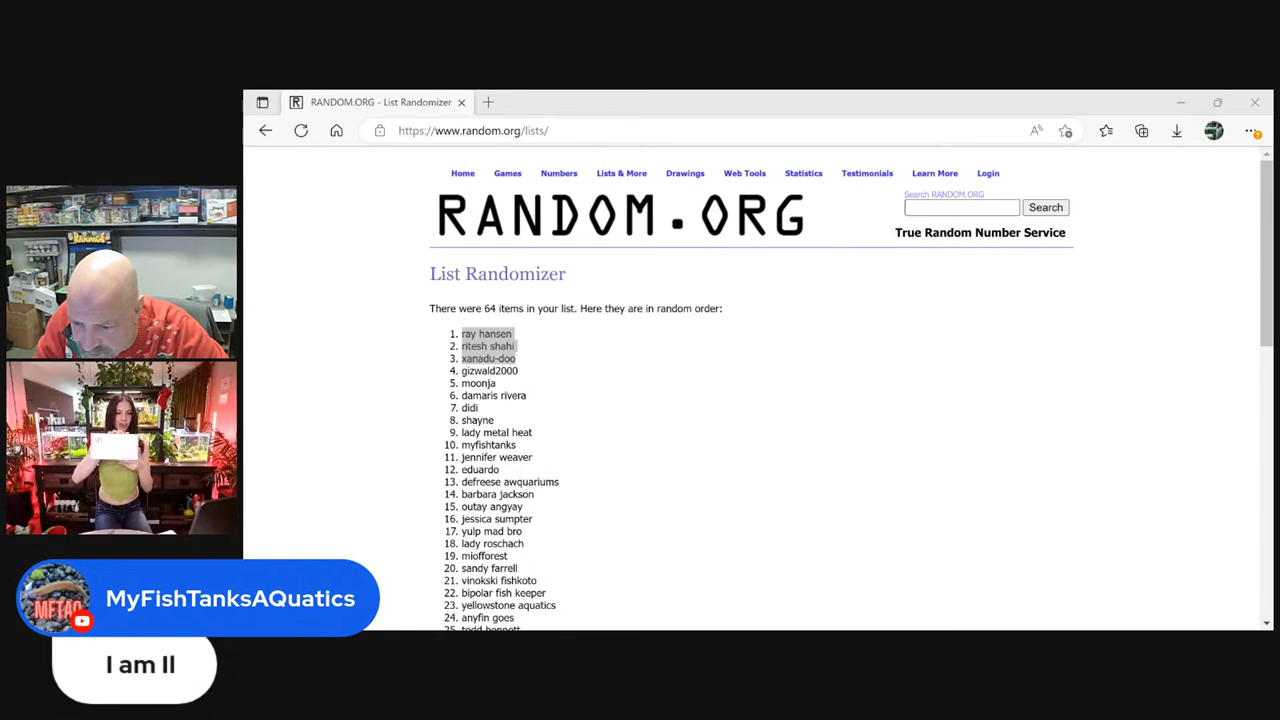 RANDOM.ORG - List Randomizer
https://www.random.org/lists/
Home Games Numbers Lists & More Drawings Web Tools Statistics Testimonials Learn More Login
Search RANDOM.ORG
RANDOM.ORG
Search
True Random Number Service
List Randomizer
There were 64 items in your list. Here they are in random order:
1. ray hansen
2. ritesh shahi
3. xanadu-doo
4. gizwald2000
5. moonja
6. damaris rivera
7. didi
8. shayne
9. lady metal heat
10. myfishtanks
11. jennifer weaver
12. eduardo
13. defreese awquariums
14. barbara jackson
15. outay angyay
16. jessica sumpter
17. yulp mad bro
18. lady roschach
19. miofforest
20. sandy farrell
21. vinokski fishkoto
22. bipolar fish keeper
23. yellowstone aquatics
24. anyfin goes
25. todd bennett
MFTAQ
MyFishTanksAQuatics
I am ll